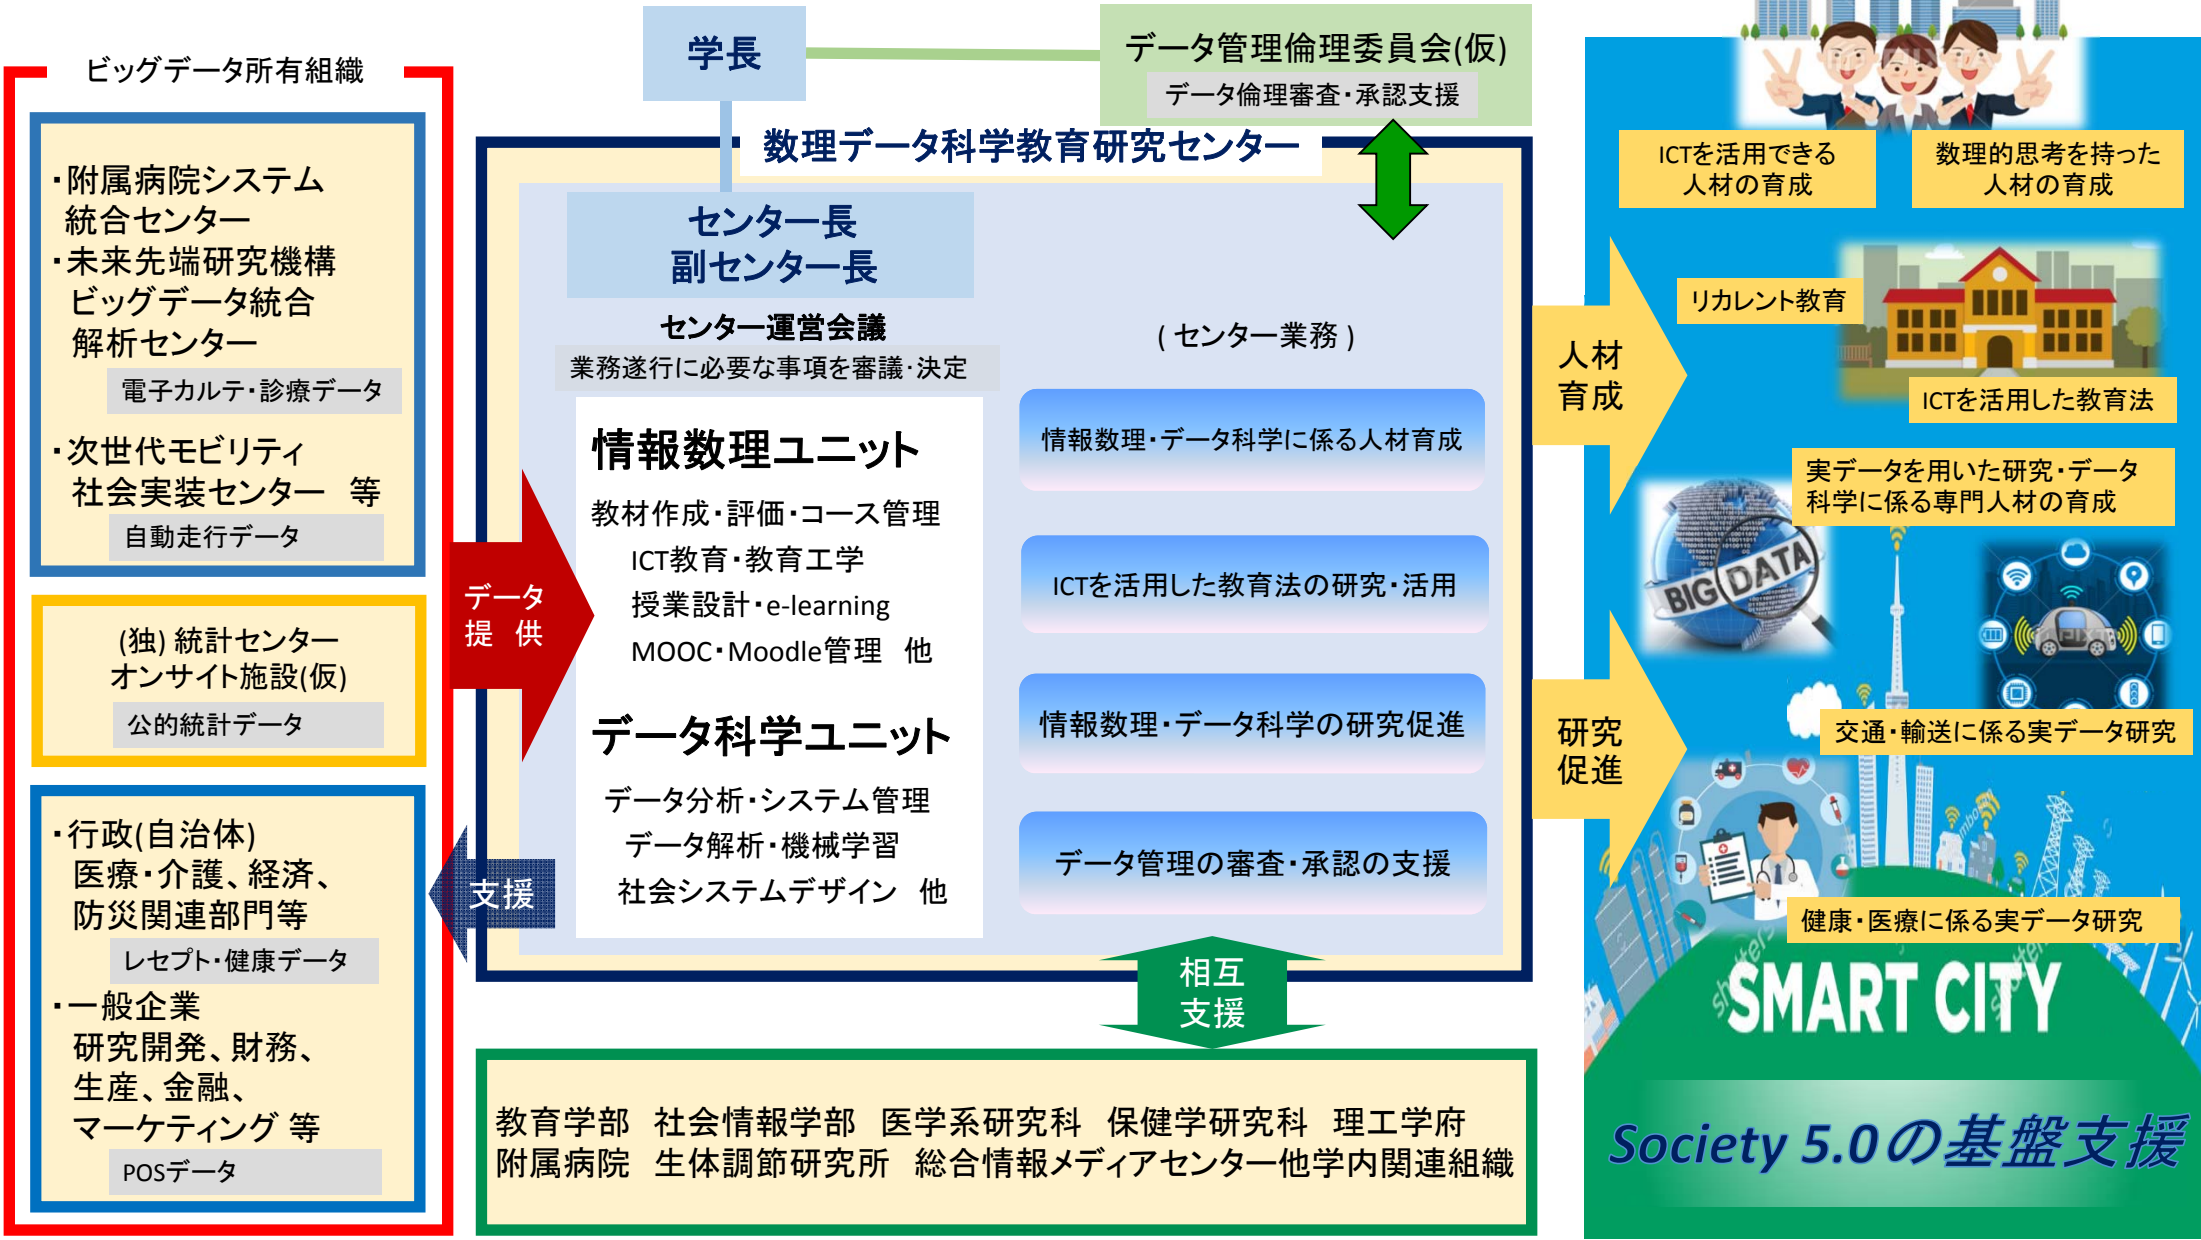 ビッグデータ所有組織
・附属病院システム
統合センター
・未来先端研究機構
ビッグデータ統合
解析センター
電子カルテ・診療データ
・次世代モビリティ
社会実装センター 等
自動走行データ
(独) 統計センター
オンサイト施設(仮)
公的統計データ
・行政(自治体)
医療・介護、経済、
防災関連部門等
レセプト・健康データ
・一般企業
研究開発、財務、
生産、金融、
マーケティング 等
POSデータ
データ
提 供
支援
学長
データ管理倫理委員会(仮)
データ倫理審査・承認支援
数理データ科学教育研究センター
センター長
副センター長
センター運営会議
業務遂行に必要な事項を審議・決定
情報数理ユニット
教材作成・評価・コース管理
ICT教育・教育工学
授業設計・e-learning
MOOC・Moodle管理 他
データ科学ユニット
データ分析・システム管理
データ解析・機械学習
社会システムデザイン 他
( センター業務 )
情報数理・データ科学に係る人材育成
ICTを活用した教育法の研究・活用
情報数理・データ科学の研究促進
データ管理の審査・承認の支援
相互
支援
教育学部 社会情報学部 医学系研究科 保健学研究科 理工学府
附属病院 生体調節研究所 総合情報メディアセンター他学内関連組織
人材
育成
研究
促進
ICTを活用できる
人材の育成
数理的思考を持った
人材の育成
リカレント教育
ICTを活用した教育法
実データを用いた研究・データ
科学に係る専門人材の育成
BIG DATA
交通・輸送に係る実データ研究
健康・医療に係る実データ研究
SMART CITY
Society 5.0の基盤支援